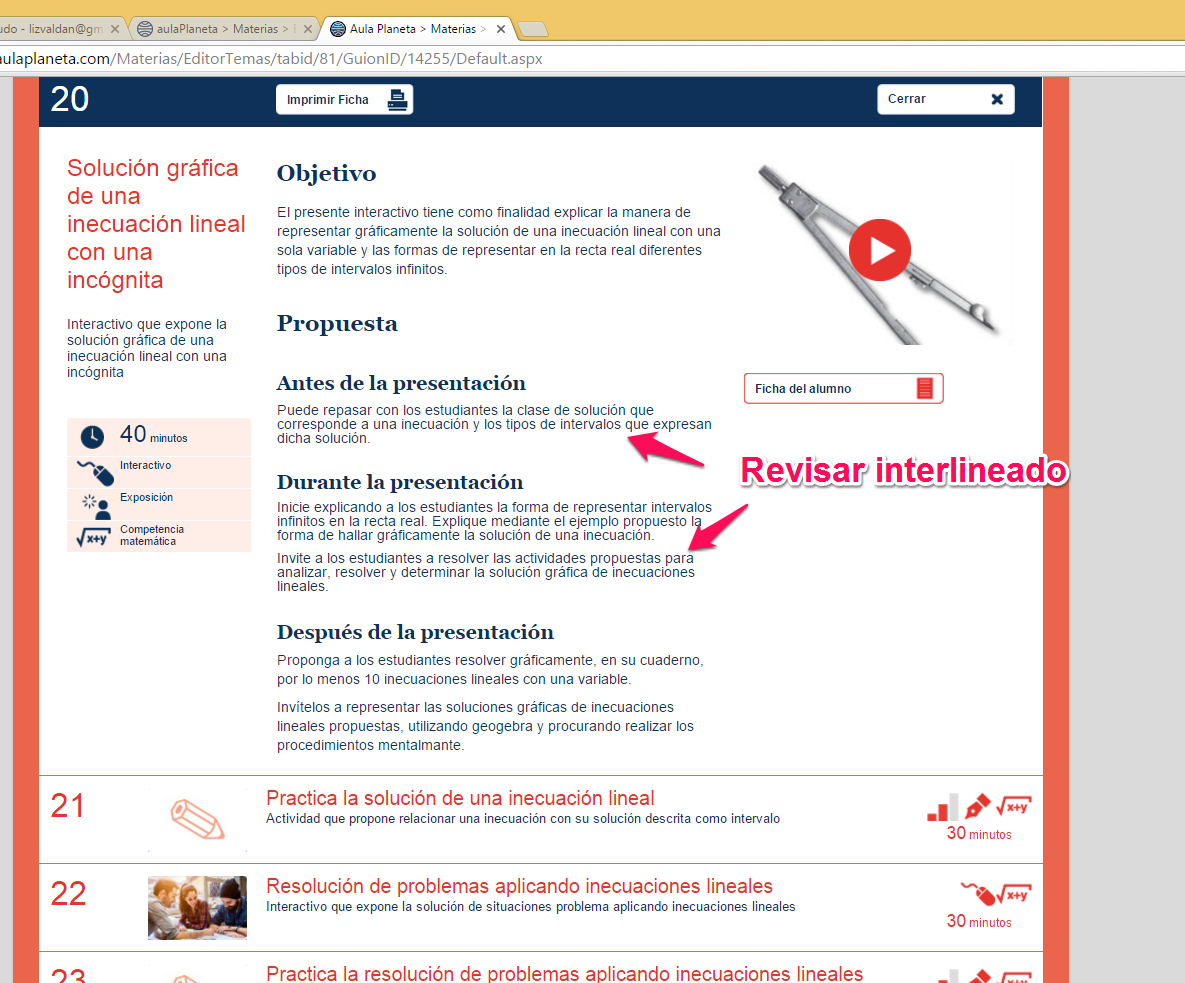 udo - lizvaldan@gm
aulaPlaneta > Materias >
Aula Planeta > Materias >
aulaplaneta.com/Materias/EditorTemas/tabid/81/GuionID/14255/Default.aspx
20
Imprimir Ficha
Cerrar
Solución gráfica
de una
inecuación lineal
con una
incógnita
Interactivo que expone la
solución gráfica de una
inecuación lineal con una
incógnita
40 minutos
Interactivo
Exposición
√x+y
Competencia
matemática
Objetivo
El presente interactivo tiene como finalidad explicar la manera de
representar gráficamente la solución de una inecuación lineal con una
sola variable y las formas de representar en la recta real diferentes
tipos de intervalos infinitos.
Propuesta
Antes de la presentación
Puede repasar con los estudiantes la clase de solución que
corresponde a una inecuación y los tipos de intervalos que expresan
dicha solución.
Durante la presentación
Inicie explicando a los estudiantes la forma de representar intervalos
infinitos en la recta real. Explique mediante el ejemplo propuesto la
forma de hallar gráficamente la solución de una inecuación.
Invite a los estudiantes a resolver las actividades propuestas para
analizar, resolver y determinar la solución gráfica de inecuaciones
lineales.
Después de la presentación
Proponga a los estudiantes resolver gráficamente, en su cuaderno,
por lo menos 10 inecuaciones lineales con una variable.
Invítelos a representar las soluciones gráficas de inecuaciones
lineales propuestas, utilizando geogebra y procurando realizar los
procedimientos mentalmante.
Ficha del alumno
Revisar interlineado
21
Practica la solución de una inecuación lineal
Actividad que propone relacionar una inecuación con su solución descrita como intervalo
√x+y
30 minutos
22
Resolución de problemas aplicando inecuaciones lineales
Interactivo que expone la solución de situaciones problema aplicando inecuaciones lineales
√x+y
30 minutos
23
Practica la resolución de problemas aplicando inecuaciones lineales